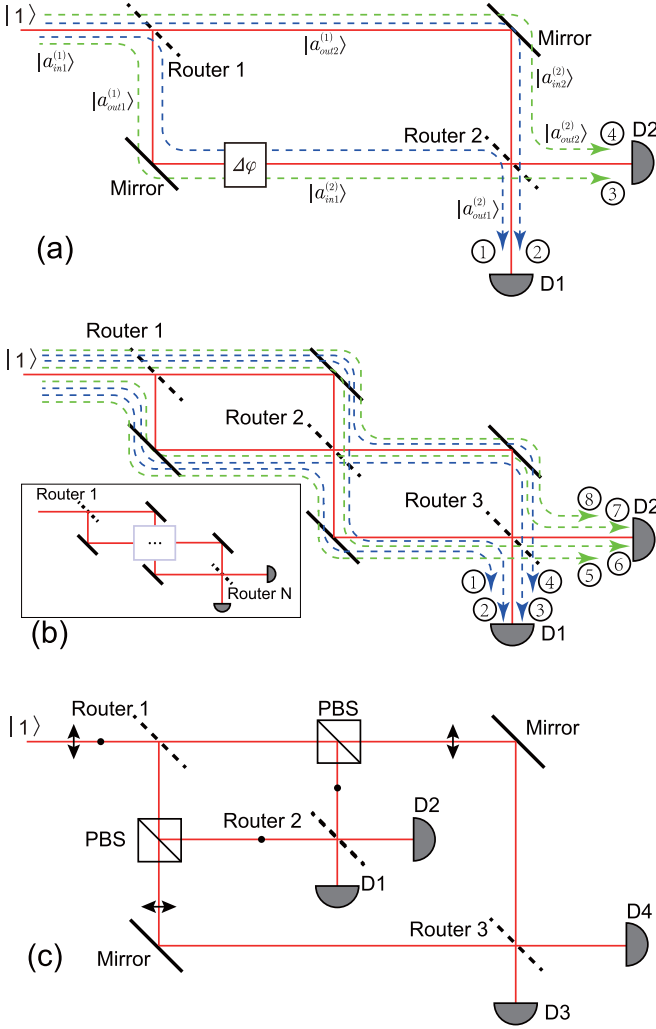 |1⟩
Router 1
Mirror
|a_{in1}^{(1)}⟩
|a_{out2}^{(1)}⟩
|a_{in2}^{(2)}⟩
|a_{out1}^{(1)}⟩
|a_{out2}^{(2)}⟩
④
D2
Router 2
Δφ
Mirror
|a_{in1}^{(2)}⟩
③
|a_{out1}^{(2)}⟩
(a)
① ②
D1
Router 1
|1⟩
Router 2
Router 3
D2
⑧ ⑦
Router 1
...
⑥
⑤
① ④
Router N
② ③
(b)
D1
Router 1
PBS
|1⟩
Mirror
D2
PBS
Router 2
D1
D4
Router 3
(c)
Mirror
D3